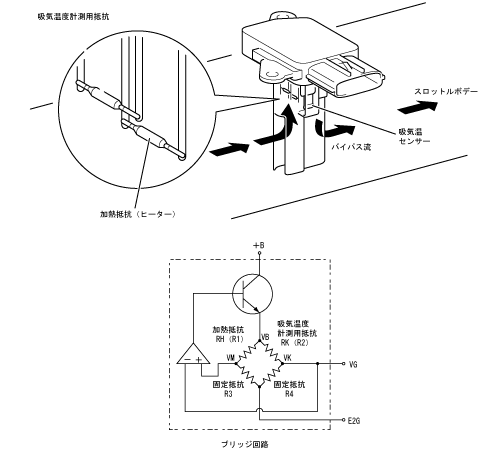 吸気温度計測用抵抗
スロットルボデー
吸気温
センサー
バイパス流
加熱抵抗（ヒーター）
+B
加熱抵抗
RH（R1）
VB
吸気温度
計測用抵抗
RK（R2）
VM
VK
VG
− +
固定抵抗
R3
固定抵抗
R4
E2G
ブリッジ回路